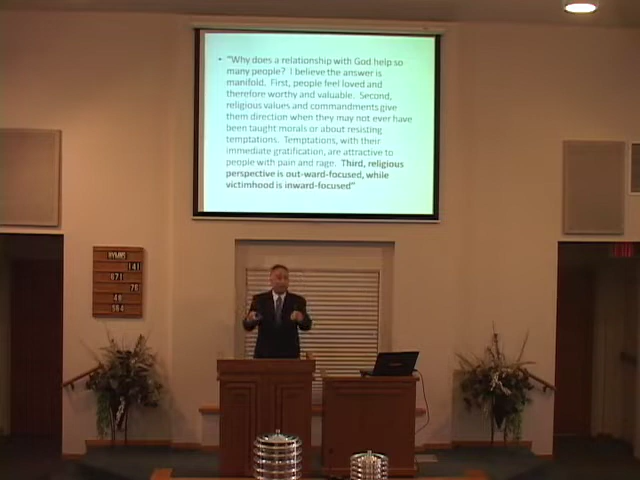 • "Why does a relationship with God help so
many people? I believe the answer is
manifold. First, people feel loved and
therefore worthy and valuable. Second,
religious values and commandments give
them direction when they may not ever have
been taught morals or about resisting
temptations. Temptations, with their
immediate gratification, are attractive to
people with pain and rage. Third, religious
perspective is out-ward-focused, while
victimhood is inward-focused"
HYMNS
141
671
76
48
564
EXIT